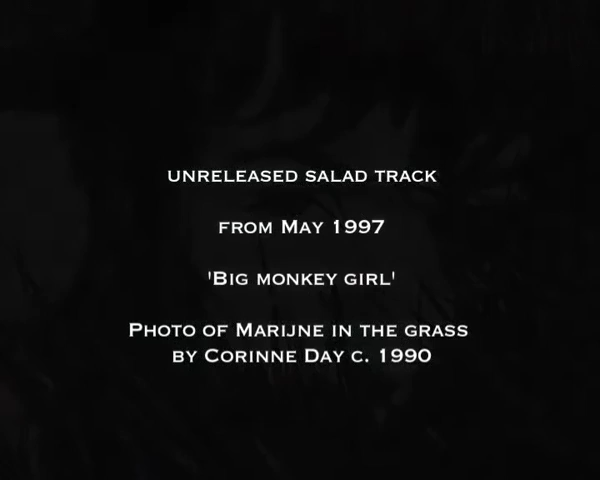 UNRELEASED SALAD TRACK
FROM MAY 1997
'BIG MONKEY GIRL'
PHOTO OF MARIJNE IN THE GRASS
BY CORINNE DAY C. 1990